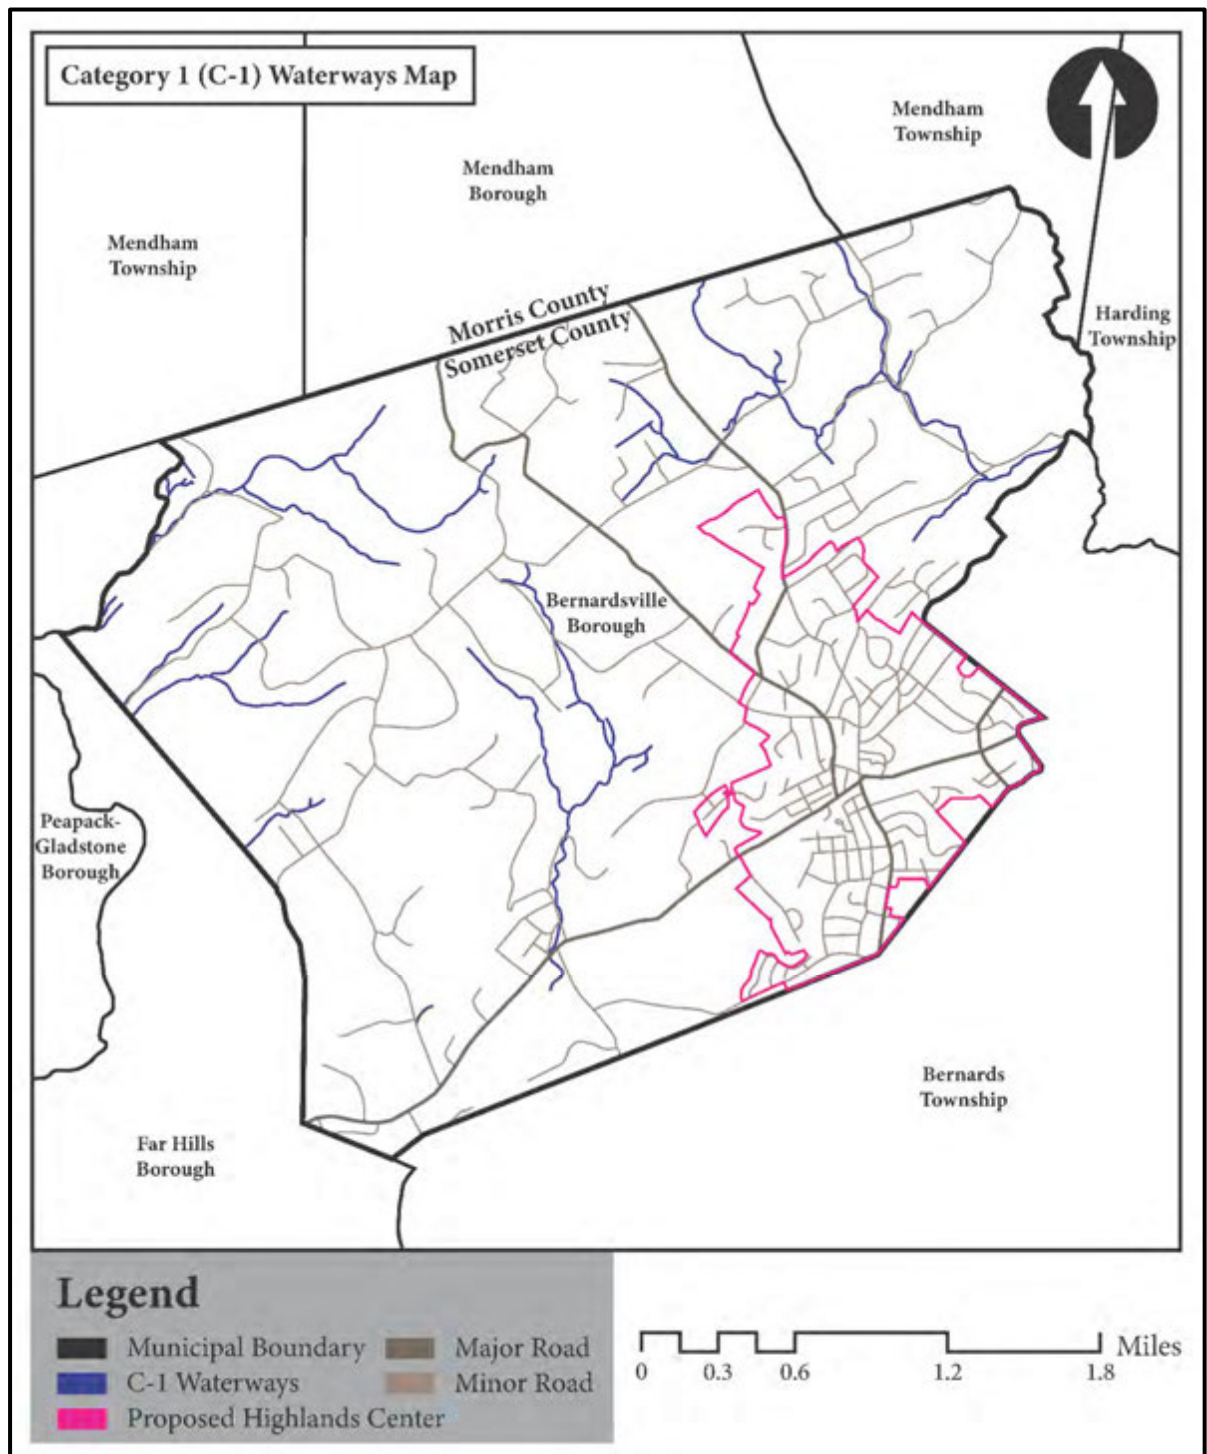 Category 1 (C-1) Waterways Map
Mendham
Township
Mendham
Borough
Mendham
Township
Morris County
Somerset County
Harding
Township
Bernardsville
Borough
Peapack-
Gladstone
Borough
Bernards
Township
Far Hills
Borough
Legend
Municipal Boundary
Major Road
C-1 Waterways
Minor Road
Proposed Highlands Center
Miles
0 0.3 0.6 1.2 1.8